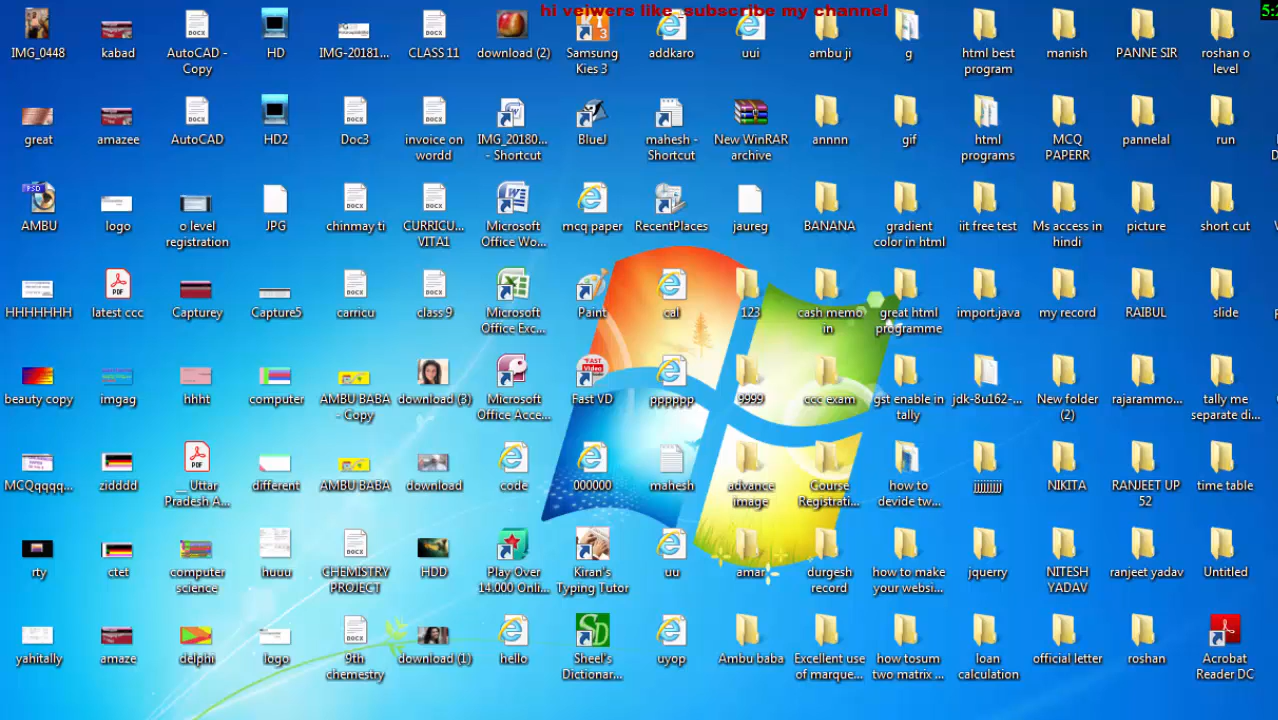 hi veiwers like, subscribe my channel
IMG_0448
kabad
AutoCAD -
Copy
HD
IMG-20181...
CLASS 11
download (2)
Samsung
Kies 3
addkaro
uui
ambu ji
g
html best
program
manish
PANNE SIR
roshan o
level
great
amazee
AutoCAD
HD2
Doc3
invoice on
wordd
IMG_20180...
- Shortcut
BlueJ
mahesh -
Shortcut
New WinRAR
archive
annnn
gif
html
programs
MCQ
PAPERR
pannelal
run
AMBU
logo
o level
registration
JPG
chinmay ti
CURRICU...
VITA1
Microsoft
Office Wo...
mcq paper
RecentPlaces
jaureg
BANANA
gradient
color in html
iit free test
Ms access in
hindi
picture
short cut
HHHHHHH
latest ccc
Capturey
Capture5
carricu
class 9
Microsoft
Office Exc...
Paint
cal
123
cash memo
in
great html
programme
import.java
my record
RAIBUL
slide
beauty copy
imgag
hhht
computer
AMBU BABA
- Copy
download (3)
Microsoft
Office Acce...
Fast VD
pppppp
9999
ccc exam
gst enable in
tally
jdk-8u162-...
New folder
(2)
rajarammo...
tally me
separate di...
MCQqqqq...
zidddd
__Uttar
Pradesh A...
different
AMBU BABA
download
code
000000
mahesh
advance
image
Course
Registrati...
how to
devide tw...
jjjjjjjjj
NIKITA
RANJEET UP
52
time table
rty
ctet
computer
science
huuu
CHEMISTRY
PROJECT
HDD
Play Over
14,000 Onli...
Kiran's
Typing Tutor
uu
amar
durgesh
record
how to make
your websi...
jquerry
NITESH
YADAV
ranjeet yadav
Untitled
yahitally
amaze
delphi
logo
9th
chemestry
download (1)
hello
Sheel's
Dictionar...
uyop
Ambu baba
Excellent use
of marque...
how tosum
two matrix ...
loan
calculation
official letter
roshan
Acrobat
Reader DC